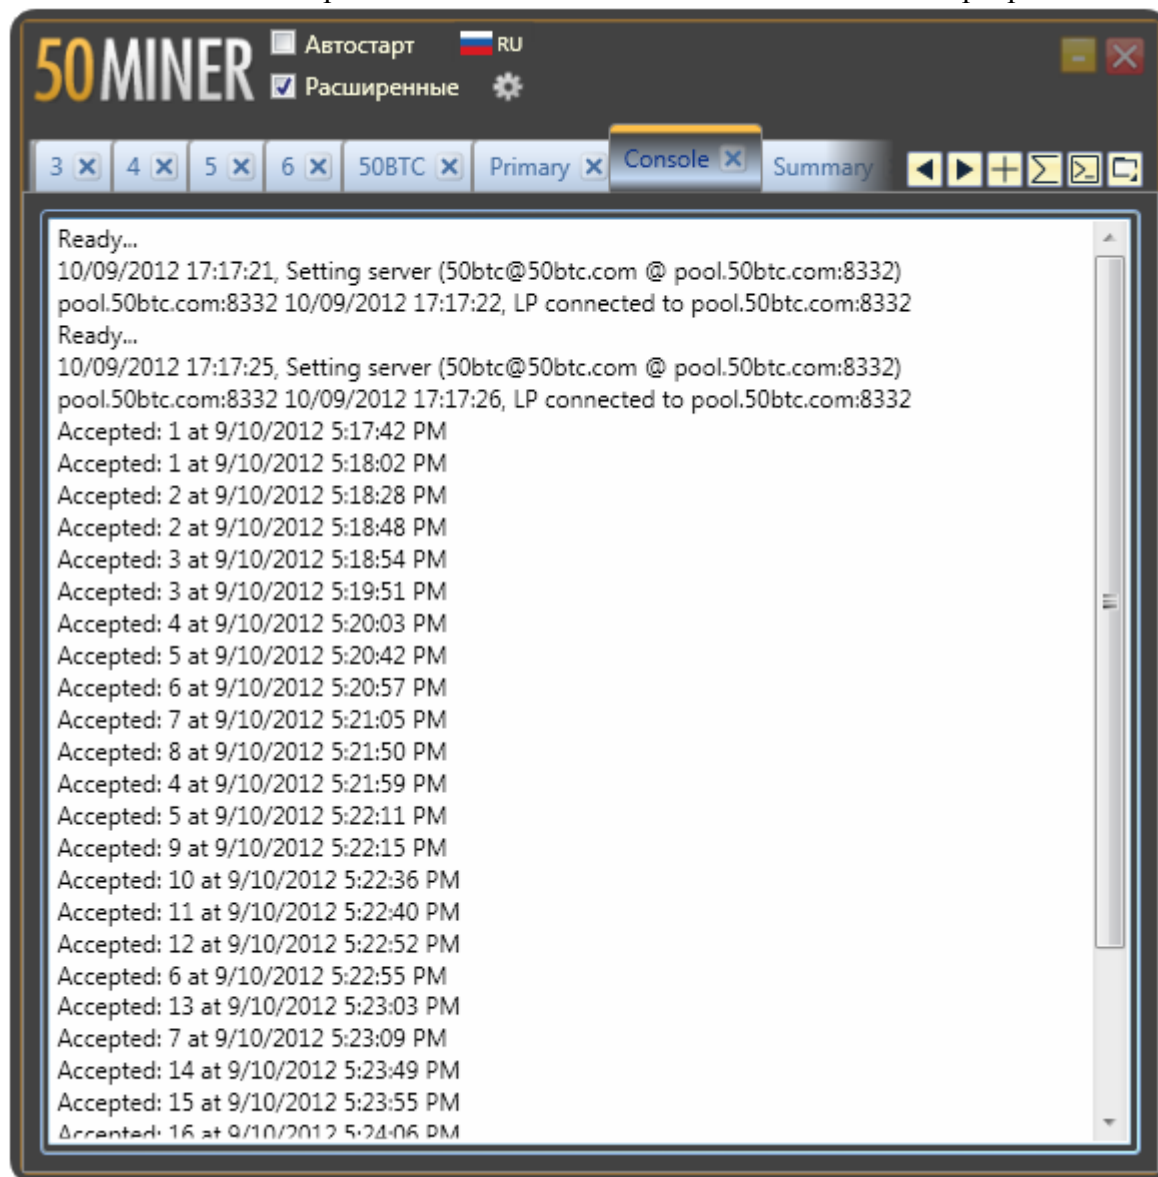 50MINER
Автостарт RU
Расширенные
3 4 5 6 50BTC Primary Console Summary
Ready...
10/09/2012 17:17:21, Setting server (50btc@50btc.com @ pool.50btc.com:8332)
pool.50btc.com:8332 10/09/2012 17:17:22, LP connected to pool.50btc.com:8332
Ready...
10/09/2012 17:17:25, Setting server (50btc@50btc.com @ pool.50btc.com:8332)
pool.50btc.com:8332 10/09/2012 17:17:26, LP connected to pool.50btc.com:8332
Accepted: 1 at 9/10/2012 5:17:42 PM
Accepted: 1 at 9/10/2012 5:18:02 PM
Accepted: 2 at 9/10/2012 5:18:28 PM
Accepted: 2 at 9/10/2012 5:18:48 PM
Accepted: 3 at 9/10/2012 5:18:54 PM
Accepted: 3 at 9/10/2012 5:19:51 PM
Accepted: 4 at 9/10/2012 5:20:03 PM
Accepted: 5 at 9/10/2012 5:20:42 PM
Accepted: 6 at 9/10/2012 5:20:57 PM
Accepted: 7 at 9/10/2012 5:21:05 PM
Accepted: 8 at 9/10/2012 5:21:50 PM
Accepted: 4 at 9/10/2012 5:21:59 PM
Accepted: 5 at 9/10/2012 5:22:11 PM
Accepted: 9 at 9/10/2012 5:22:15 PM
Accepted: 10 at 9/10/2012 5:22:36 PM
Accepted: 11 at 9/10/2012 5:22:40 PM
Accepted: 12 at 9/10/2012 5:22:52 PM
Accepted: 6 at 9/10/2012 5:22:55 PM
Accepted: 13 at 9/10/2012 5:23:03 PM
Accepted: 7 at 9/10/2012 5:23:09 PM
Accepted: 14 at 9/10/2012 5:23:49 PM
Accepted: 15 at 9/10/2012 5:23:55 PM
Accepted: 16 at 9/10/2012 5:24:06 PM